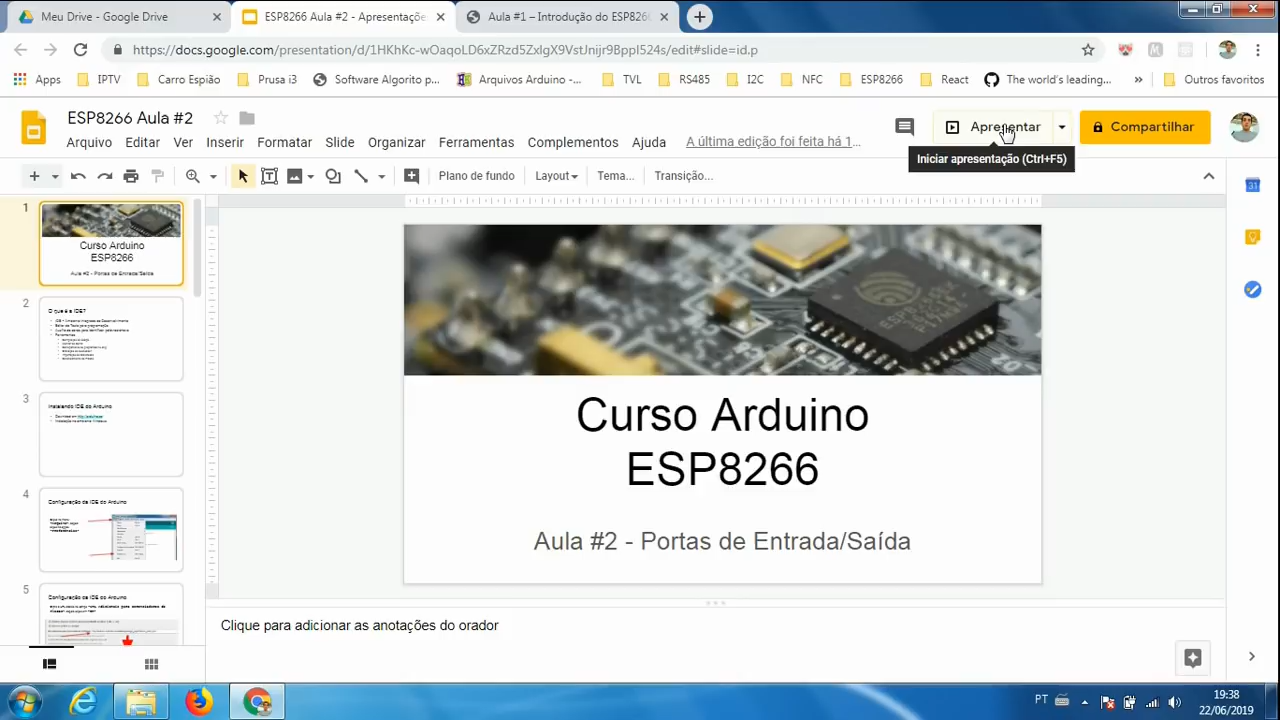 Meu Drive - Google Drive
ESP8266 Aula #2 - Apresentaçõe
Aula #1 – Introdução do ESP826
https://docs.google.com/presentation/d/1HKhKc-wOaqoLD6xZRzd5ZxlgX9VstJnijr9BppI524s/edit#slide=id.p
Apps
IPTV
Carro Espião
Prusa i3
Software Algorito p...
Arquivos Arduino -...
TVL
RS485
I2C
NFC
ESP8266
React
The world's leading...
»
Outros favoritos
ESP8266 Aula #2
Arquivo
Editar
Ver
Inserir
Formatar
Slide
Organizar
Ferramentas
Complementos
Ajuda
A última edição foi feita há 1...
Apresentar
Compartilhar
Iniciar apresentação (Ctrl+F5)
Plano de fundo
Layout
Tema...
Transição...
31
1
Curso Arduino
ESP8266
Aula #2 - Portas de Entrada/Saída
2
O que é a IDE?
3
Instalando IDE do Arduino
4
Configuração da IDE do Arduino
5
Configuração da IDE do Arduino
Curso Arduino
ESP8266
Aula #2 - Portas de Entrada/Saída
Clique para adicionar as anotações do orador
PT
19:38
22/06/2019